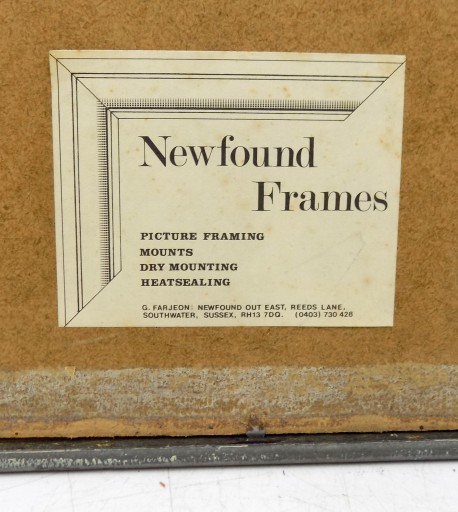 Newfound
Frames
PICTURE FRAMING
MOUNTS
DRY MOUNTING
HEATSEALING
G. FARJEON: NEWFOUND OUT EAST, REEDS LANE,
SOUTHWATER, SUSSEX, RH13 7DQ. (0403) 730 428